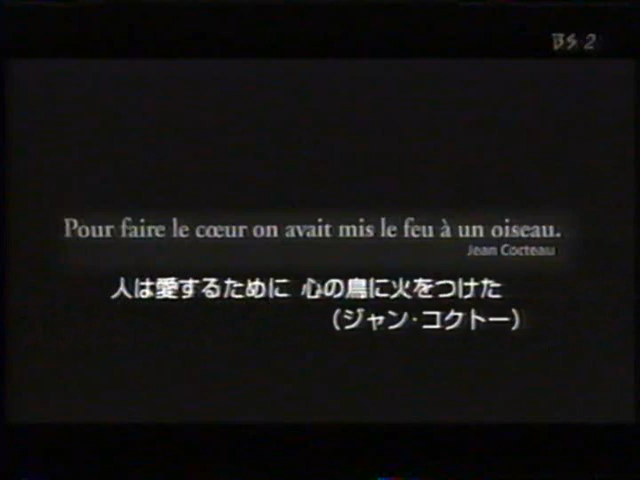 BS 2
Pour faire le cœur on avait mis le feu à un oiseau.
Jean Cocteau
人は愛するために 心の鳥に火をつけた
（ジャン・コクトー）